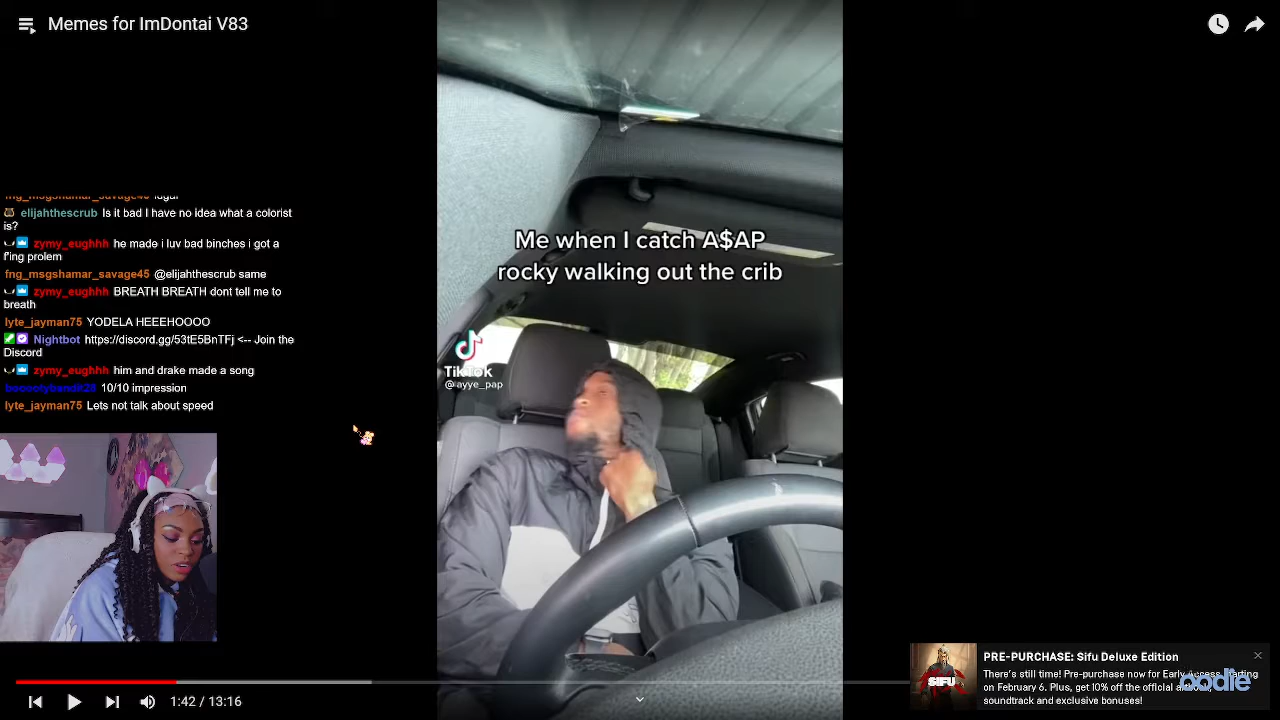 Memes for ImDontai V83
elijahthescrub Is it bad I have no idea what a colorist
is?
zymy_eughhh he made i luv bad binches i got a
f'ing prolem
fng_msgshamar_savage45 @elijahthescrub same
zymy_eughhh BREATH BREATH dont tell me to
breath
lyte_jayman75 YODELA HEEEHOOOO
Nightbot https://discord.gg/53tE5BnTFj <-- Join the
Discord
zymy_eughhh him and drake made a song
10/10 impression
lyte_jayman75 Lets not talk about speed
Me when I catch A$AP
rocky walking out the crib
TikTok
@ayye_pap
PRE-PURCHASE: Sifu Deluxe Edition
There's still time! Pre-purchase now for Early Access starting
on February 6. Plus, get 10% off the official
soundtrack and exclusive bonuses!
SIFU
oodie
1:42 / 13:16